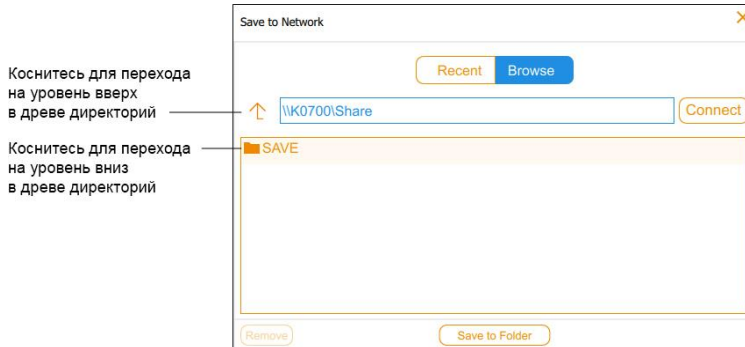 Save to Network
Recent
Browse
Коснитесь для перехода
на уровень вверх
в древе директорий
\\K0700\Share
Connect
Коснитесь для перехода
на уровень вниз
в древе директорий
SAVE
Remove
Save to Folder